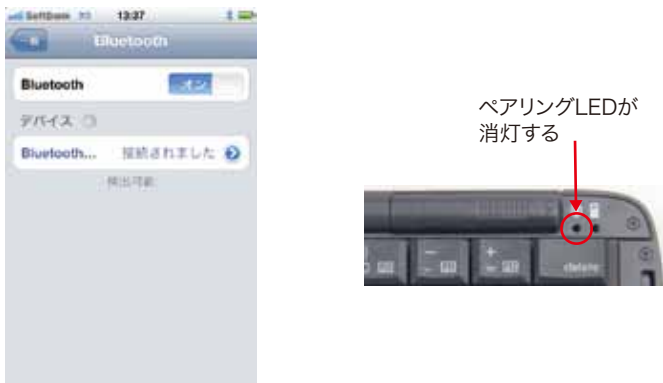 SoftBank 3G 13:37
Bluetooth
Bluetooth オン
デバイス
Bluetooth... 接続されました
検出可能
ペアリングLEDが
消灯する
delete